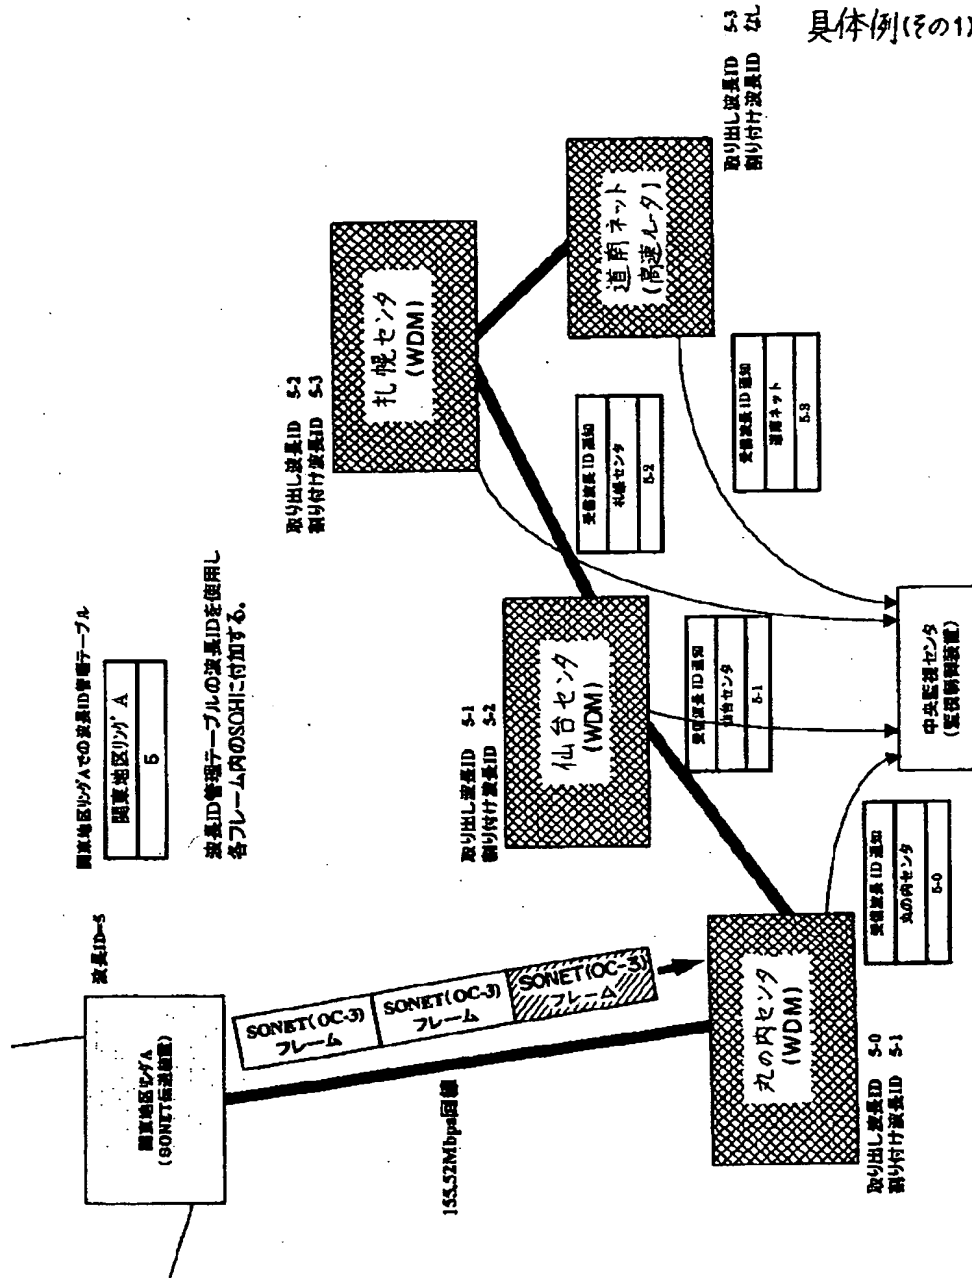 具体例(その1)
関東地区リングAでの波長ID管理テーブル
関東地区リング A
5
波長ID管理テーブルの波長IDを使用し
各フレーム内のSOHに付加する。
波長ID=5
関東地区リングA
(SONET伝送装置)
SONET(OC-3)
フレーム
SONET(OC-3)
フレーム
SONET(OC-3)
フレーム
155.52Mbps回線
丸の内センタ
(WDM)
取り出し波長ID 5-0
割り付け波長ID 5-1
取り出し波長ID 5-1
割り付け波長ID 5-2
仙台センタ
(WDM)
取り出し波長ID 5-2
割り付け波長ID 5-3
札幌センタ
(WDM)
道南ネット
(高速ルータ)
取り出し波長ID 5-3
割り付け波長ID なし
受信波長ID通知
丸の内センタ
5-0
受信波長ID通知
仙台センタ
5-1
受信波長ID通知
札幌センタ
5-2
受信波長ID通知
道南ネット
5-3
中央監視センタ
(監視制御装置)